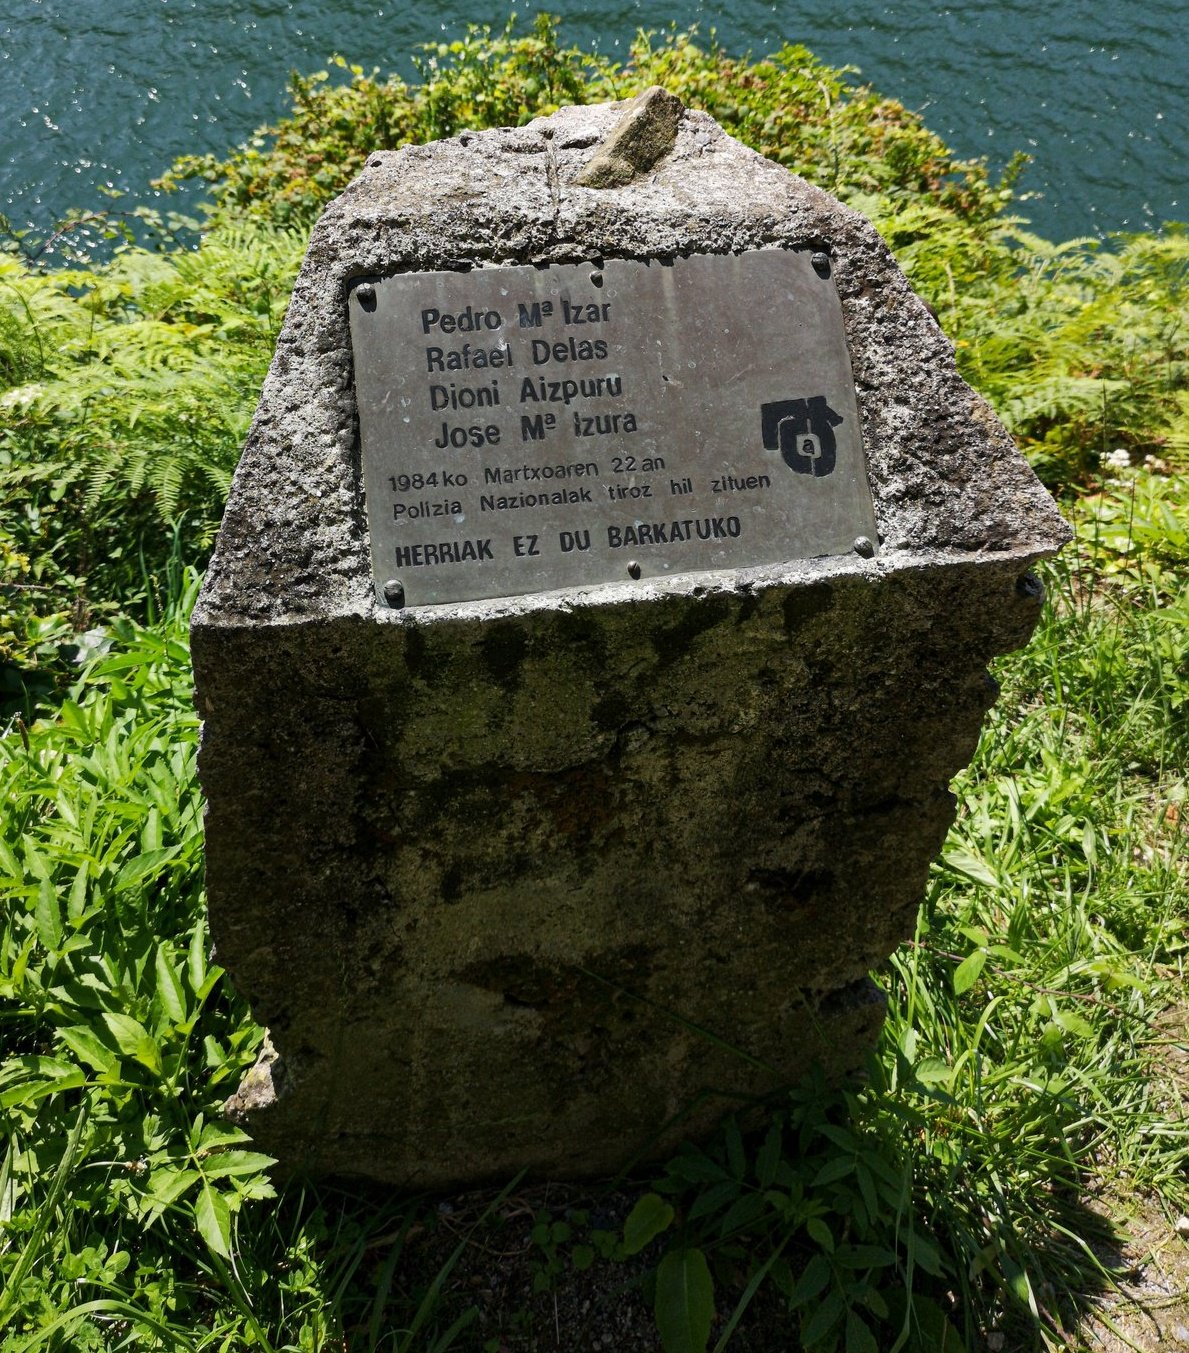 Pedro Mª Izar
Rafael Delas
Dioni Aizpuru
Jose Mª Izura
a
1984ko Martxoaren 22an
Polizia Nazionalak tiroz hil zituen
HERRIAK EZ DU BARKATUKO